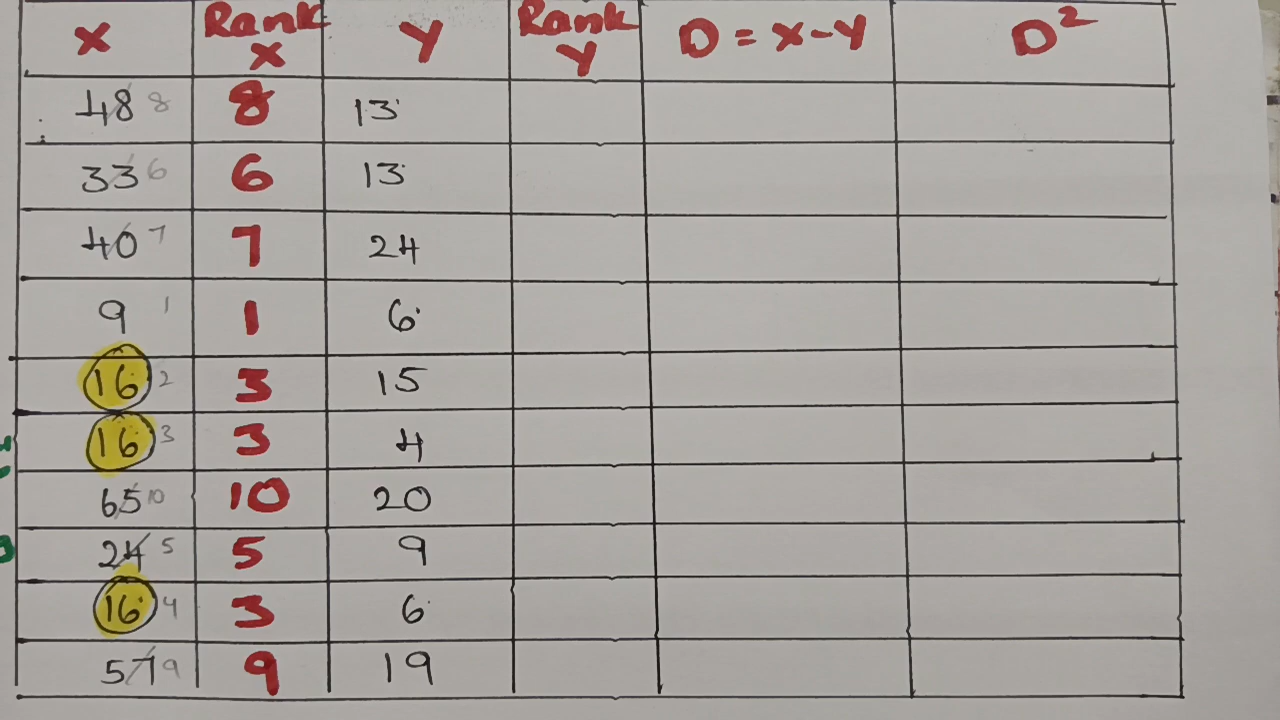 X Rank X Y Rank Y D = X - Y D²
48 8 8 13
33 6 6 13
40 7 7 24
9 1 1 6
16 2 3 15
16 3 3 4
65 10 10 20
24 5 5 9
16 4 3 6
57 9 9 19